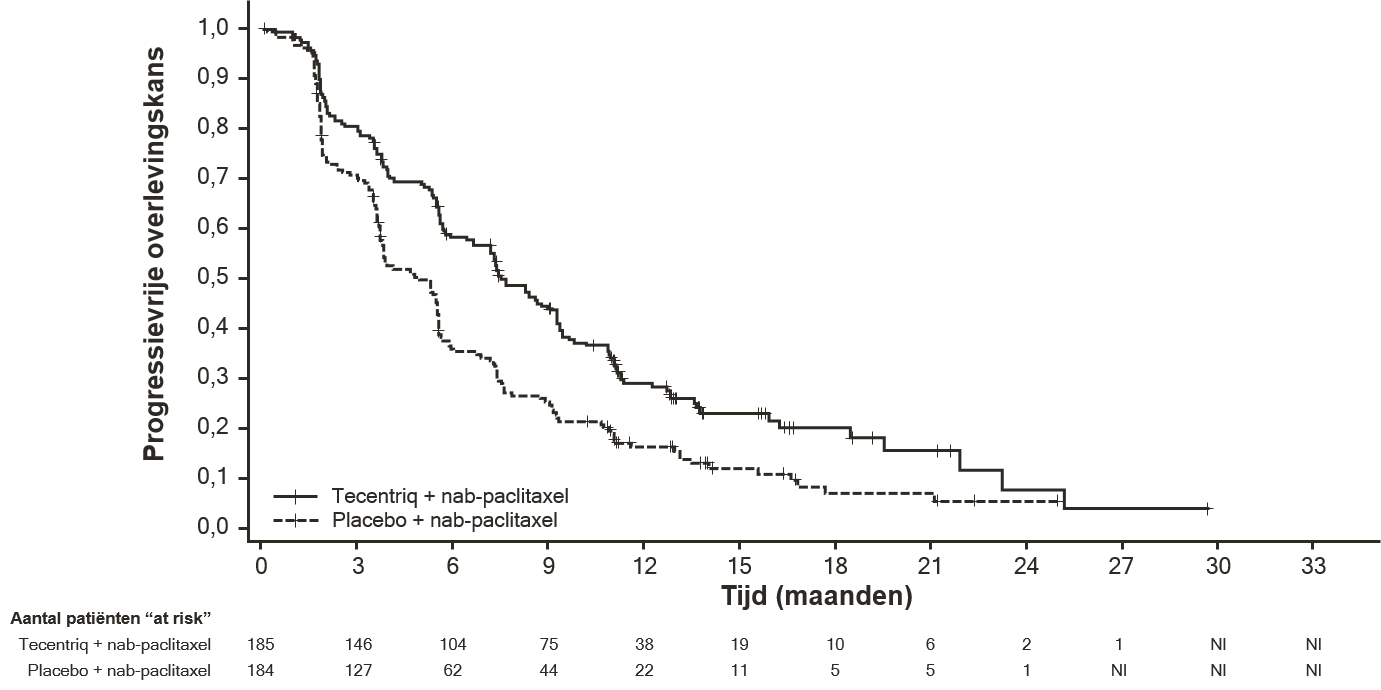 Progressievrije overlevingskans
1,0
0,9
0,8
0,7
0,6
0,5
0,4
0,3
0,2
0,1
0,0
Tecentriq + nab-paclitaxel
Placebo + nab-paclitaxel
0 3 6 9 12 15 18 21 24 27 30 33
Tijd (maanden)
Aantal patiënten “at risk”
Tecentriq + nab-paclitaxel 185 146 104 75 38 19 10 6 2 1 NI NI
Placebo + nab-paclitaxel 184 127 62 44 22 11 5 5 1 NI NI NI